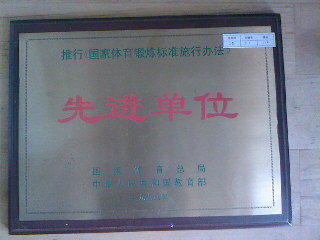 推行《国家体育锻炼标准施行办法》
先进单位
国家体育总局
中华人民共和国教育部